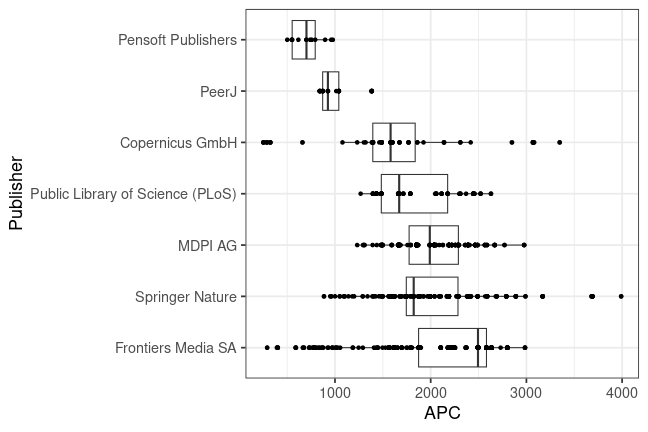 Pensoft Publishers
PeerJ
Copernicus GmbH
Public Library of Science (PLoS)
MDPI AG
Springer Nature
Frontiers Media SA
Publisher
1000 2000 3000 4000
APC